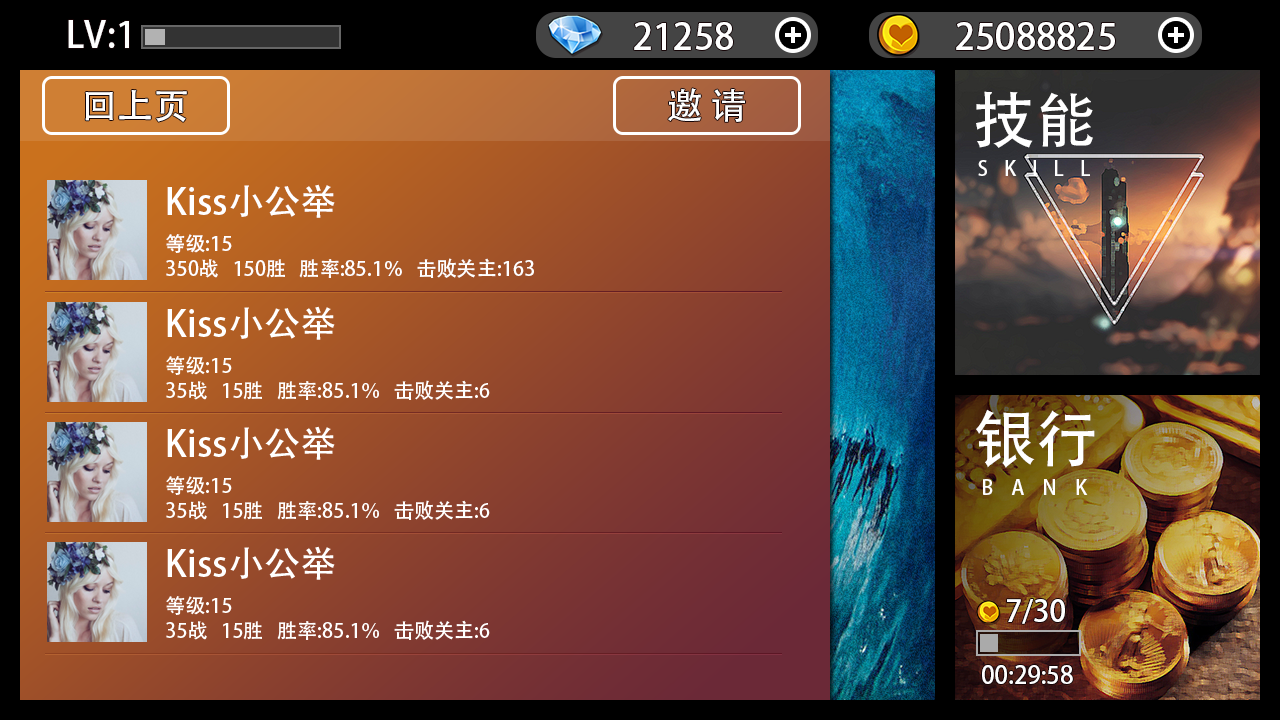 LV:1
21258
25088825
回上页
邀 请
Kiss小公举
等级:15
350战 150胜 胜率:85.1% 击败关主:163
Kiss小公举
等级:15
35战 15胜 胜率:85.1% 击败关主:6
Kiss小公举
等级:15
35战 15胜 胜率:85.1% 击败关主:6
Kiss小公举
等级:15
35战 15胜 胜率:85.1% 击败关主:6
技能
SKILL
银行
BANK
7/30
00:29:58